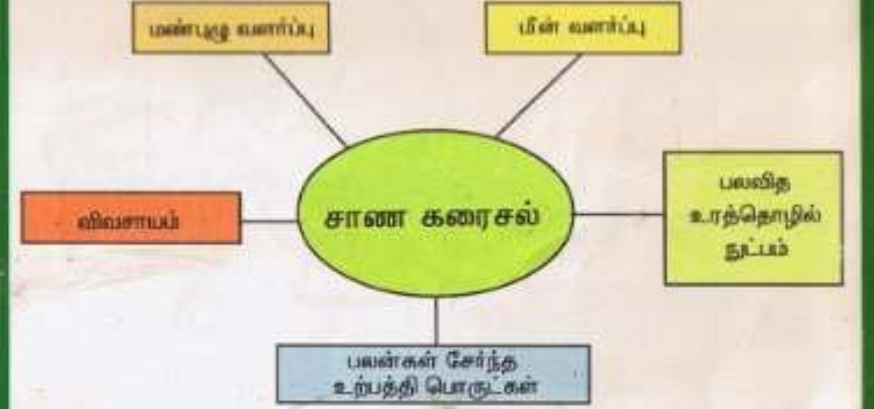 மண்புழு வளர்ப்பு
மீன் வளர்ப்பு
விவசாயம்
சாண கரைசல்
பலவித
உரத்தொழில்
நுட்பம்
பலன்கள் சேர்ந்த
உற்பத்தி பொருட்கள்